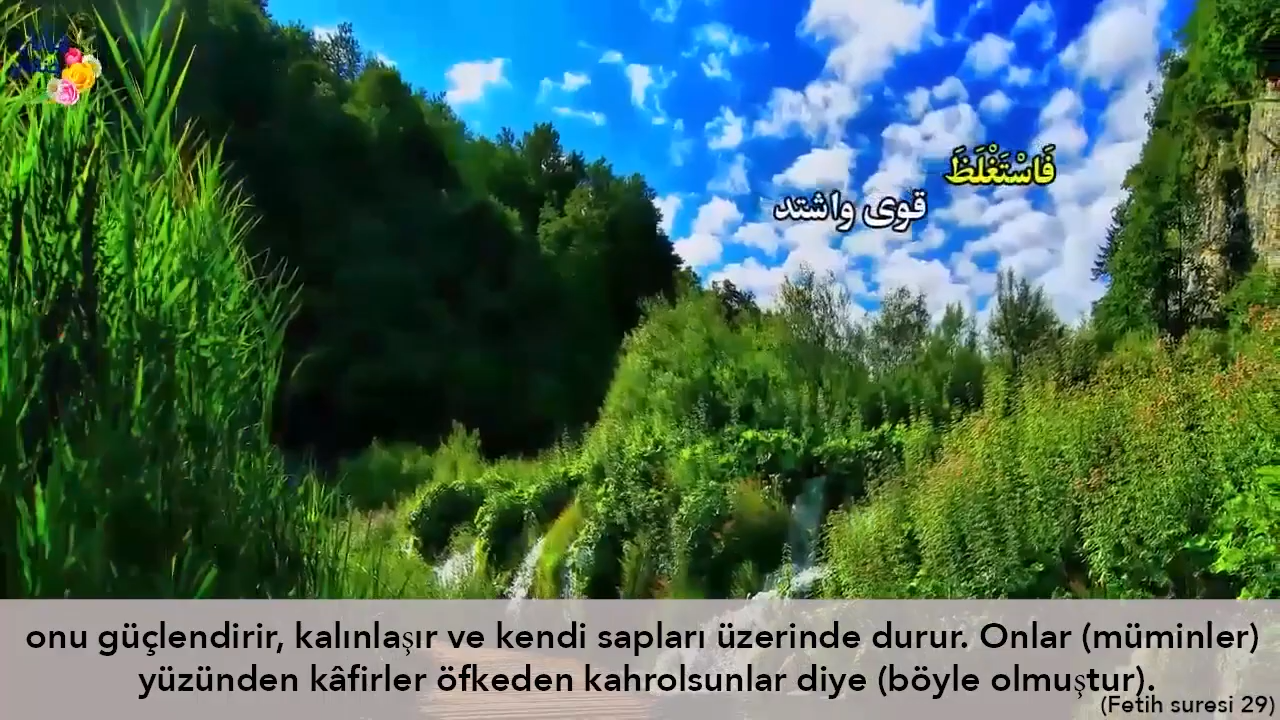 فَاسْتَغْلَظَ
قوى واشتد
onu güçlendirir, kalınlaşır ve kendi sapları üzerinde durur. Onlar (müminler)
yüzünden kâfirler öfkeden kahrolsunlar diye (böyle olmuştur).
(Fetih suresi 29)